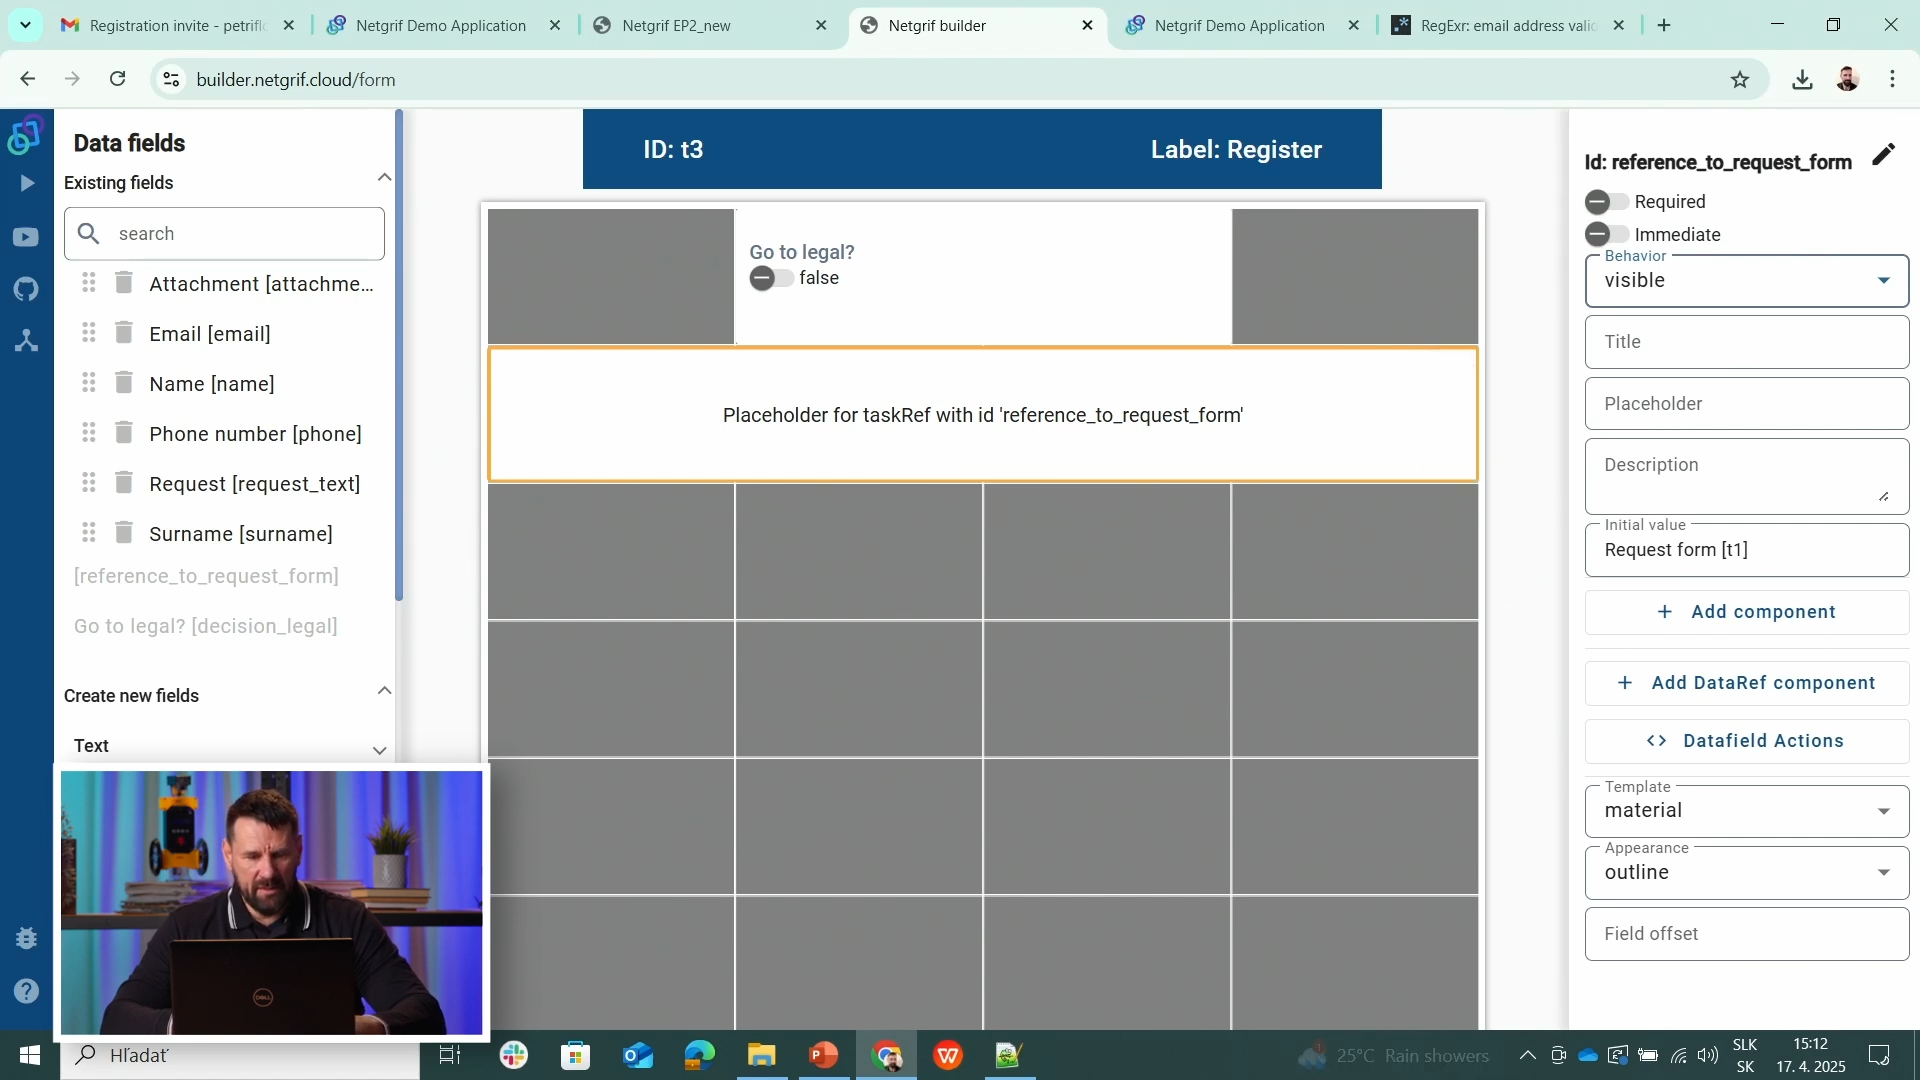 Registration invite - petrifl
Netgrif Demo Application
Netgrif EP2_new
Netgrif builder
Netgrif Demo Application
RegExr: email address valid
builder.netgrif.cloud/form
Data fields
Existing fields
search
Attachment [attachme...
Email [email]
Name [name]
Phone number [phone]
Request [request_text]
Surname [surname]
[reference_to_request_form]
Go to legal? [decision_legal]
Create new fields
Text
ID: t3
Label: Register
Go to legal?
false
Placeholder for taskRef with id 'reference_to_request_form'
Id: reference_to_request_form
Required
Immediate
Behavior
visible
Title
Placeholder
Description
Initial value
Request form [t1]
Add component
Add DataRef component
Datafield Actions
Template
material
Appearance
outline
Field offset
DELL
Hľadať
25°C Rain showers
SLK
SK
15:12
17. 4. 2025